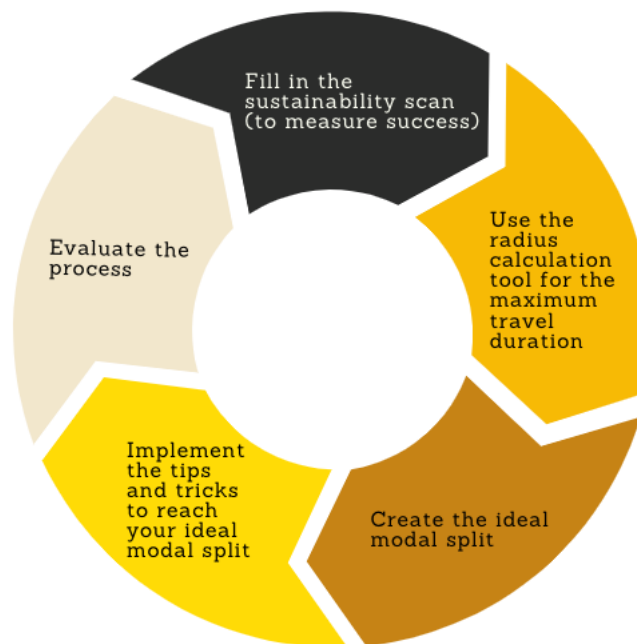 Fill in the
sustainability scan
(to measure success)
Use the
radius
calculation
tool for the
maximum
travel
duration
Create the ideal
modal split
Implement
the tips
and tricks
to reach
your ideal
modal split
Evaluate the
process